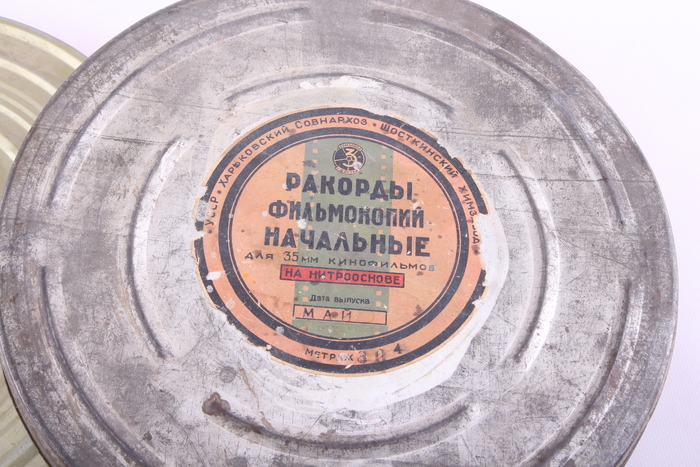 УССР • ХАРЬКОВСКИЙ СОВНАРХОЗ • ШОСТКИНСКИЙ ХИМЗАВОД
РАКОРДЫ
ФИЛЬМОКОПИЙ
НАЧАЛЬНЫЕ
ДЛЯ 35ММ КИНОФИЛЬМОВ
НА НИТРООСНОВЕ
ДАТА ВЫПУСКА
МАЙ
МЕТРАЖ 384